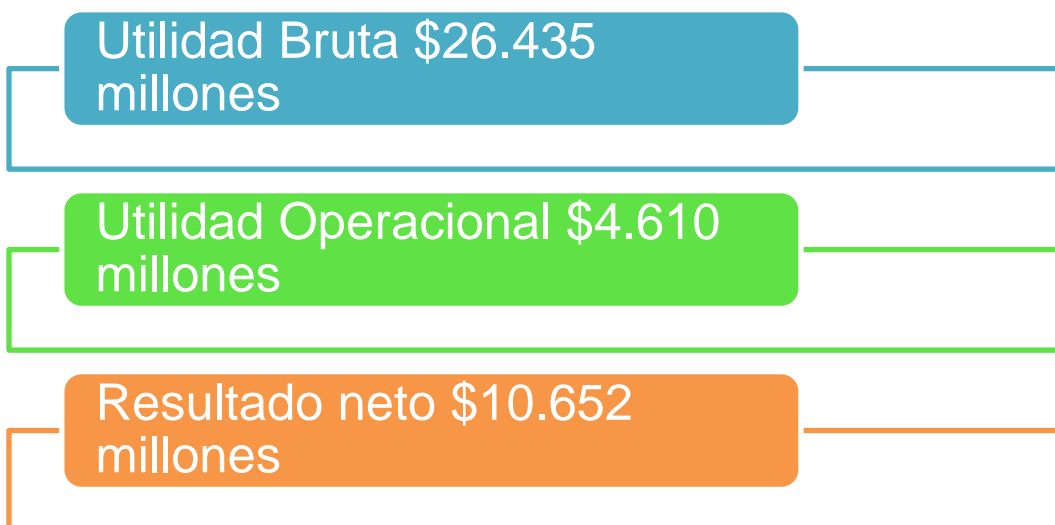 Utilidad Bruta $26.435
millones
Utilidad Operacional $4.610
millones
Resultado neto $10.652
millones